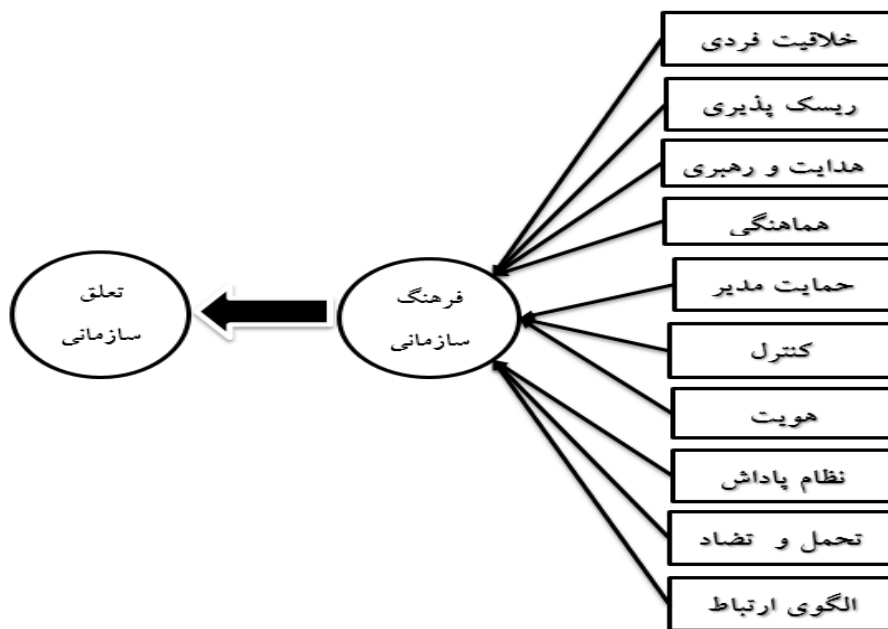 خلاقیت فردی
ریسک پذیری
هدایت و رهبری
هماهنگی
حمایت مدیر
کنترل
هویت
نظام پاداش
تحمل و تضاد
الگوی ارتباط
فرهنگ
سازمانی
تعلق
سازمانی